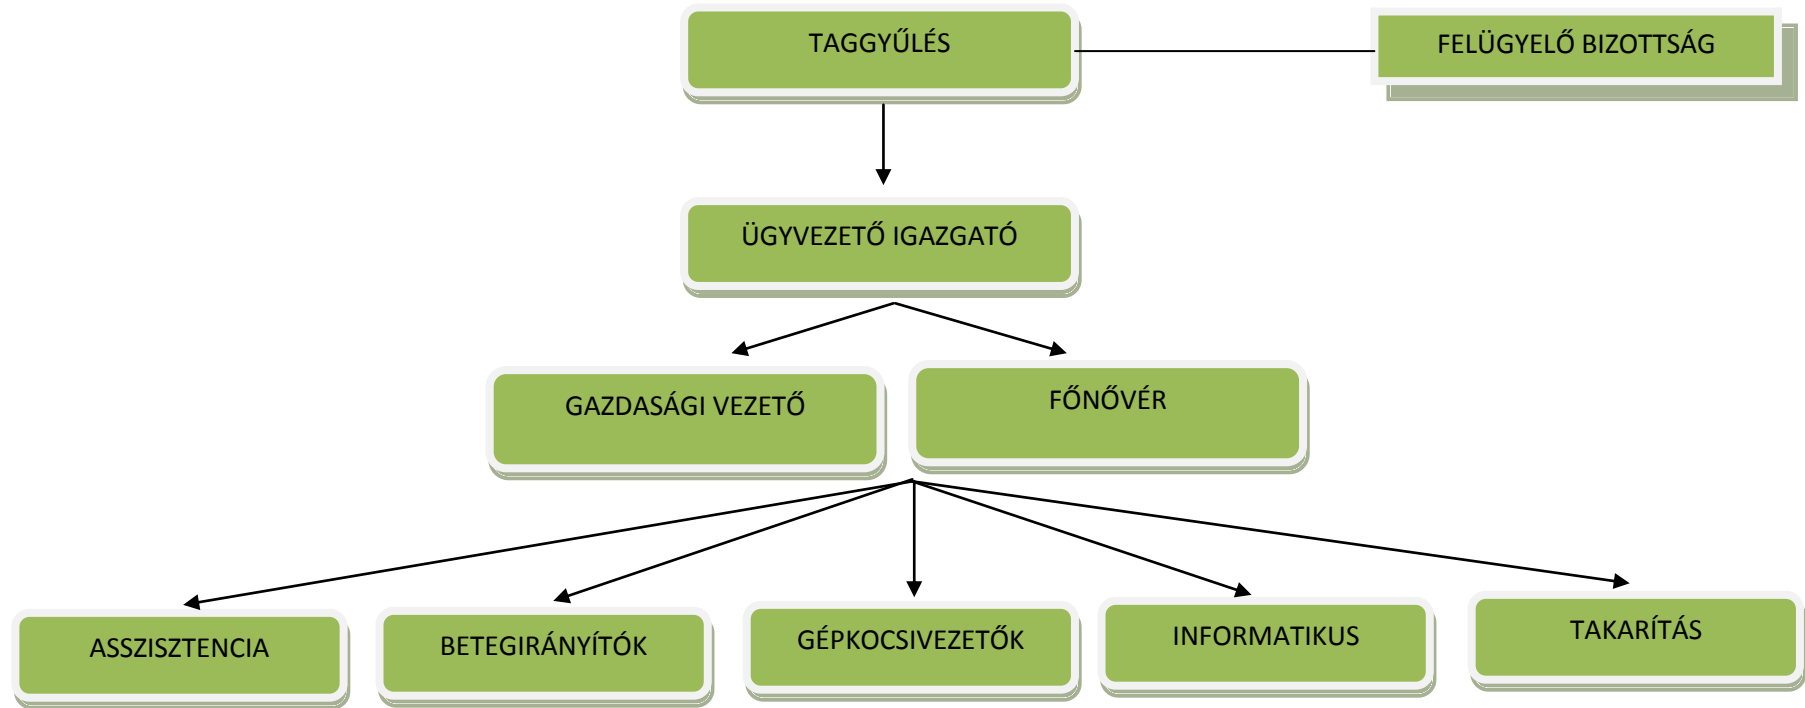 TAGGYŰLÉS
FELÜGYELŐ BIZOTTSÁG
ÜGYVEZETŐ IGAZGATÓ
GAZDASÁGI VEZETŐ
FŐNŐVÉR
ASSZISZTENCIA
BETEGIRÁNYÍTÓK
GÉPKOCSIVEZETŐK
INFORMATIKUS
TAKARÍTÁS